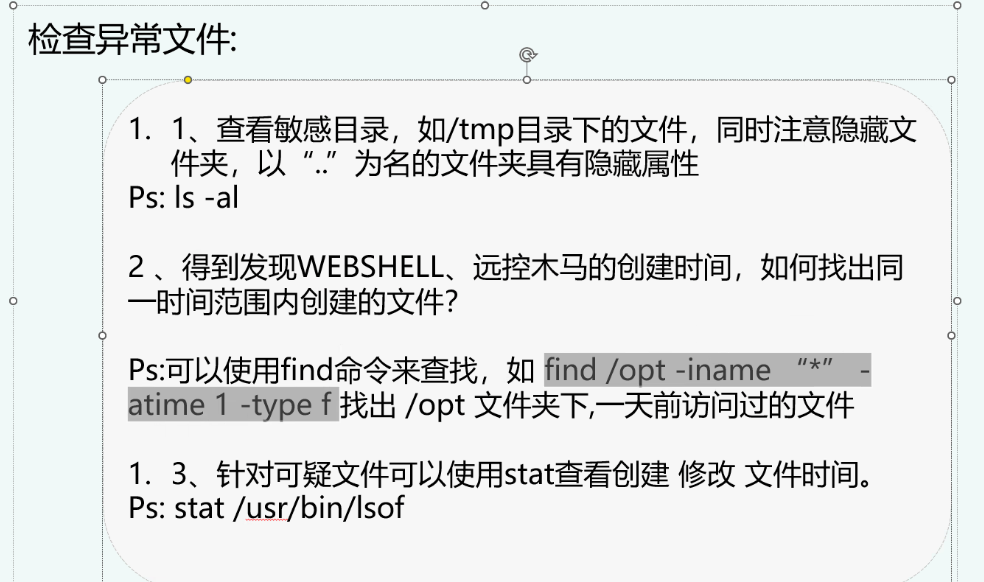 检查异常文件:
1. 1、查看敏感目录，如/tmp目录下的文件，同时注意隐藏文
件夹，以“..”为名的文件夹具有隐藏属性
Ps: ls -al
2 、得到发现WEBSHELL、远控木马的创建时间，如何找出同
一时间范围内创建的文件?
Ps:可以使用find命令来查找，如 find /opt -iname “*” -
atime 1 -type f 找出 /opt 文件夹下,一天前访问过的文件
1. 3、针对可疑文件可以使用stat查看创建 修改 文件时间。
Ps: stat /usr/bin/lsof